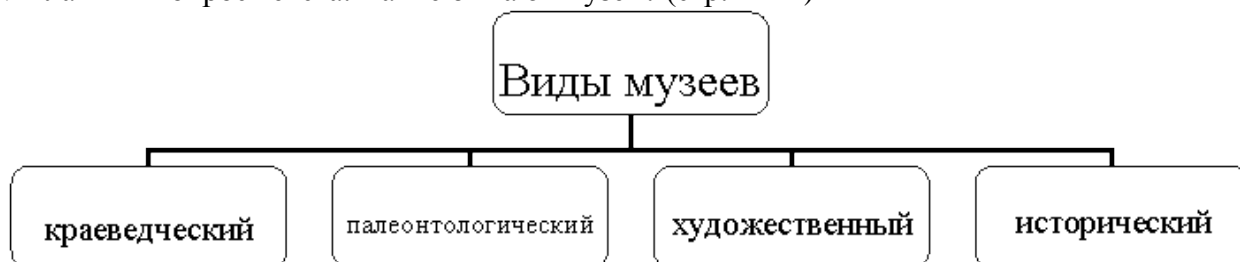 Виды музеев
краеведческий
палеонтологический
художественный
исторический